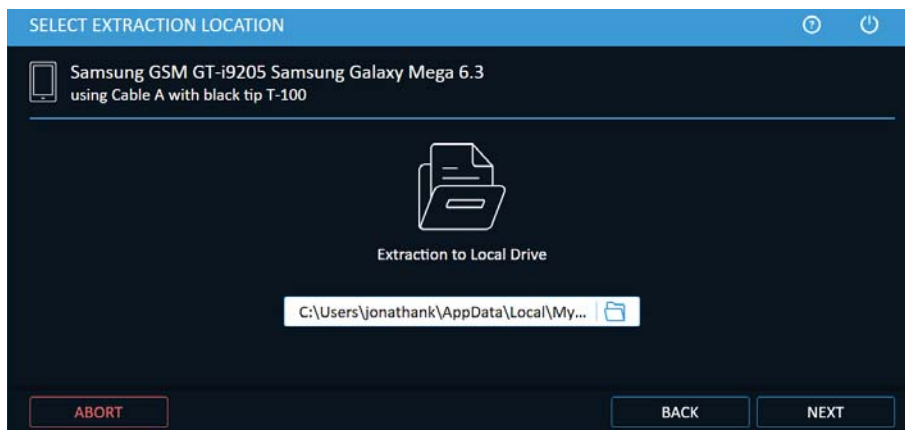 SELECT EXTRACTION LOCATION
Samsung GSM GT-i9205 Samsung Galaxy Mega 6.3
using Cable A with black tip T-100
Extraction to Local Drive
C:\Users\jonathank\AppData\Local\My...
ABORT
BACK
NEXT